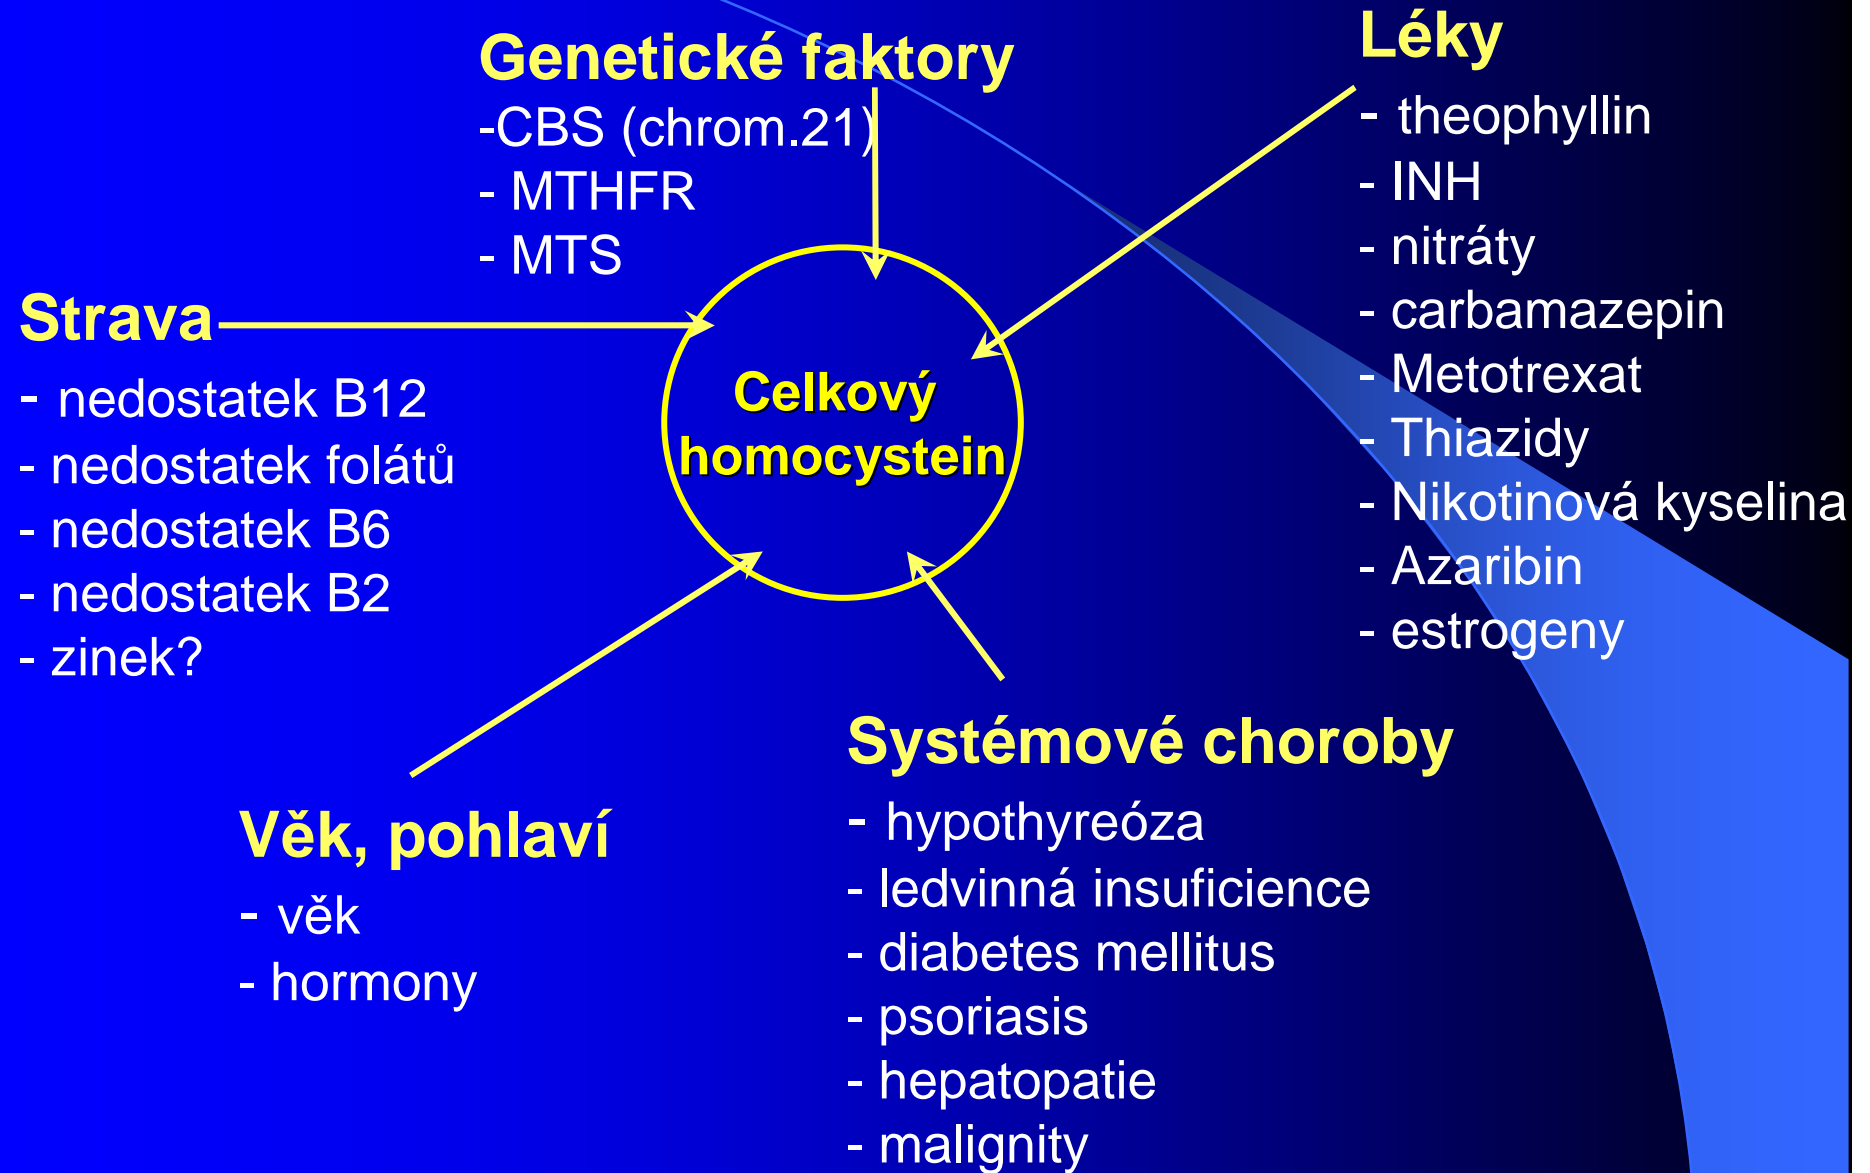 Genetické faktory
-CBS (chrom.21)
- MTHFR
- MTS
Léky
- theophyllin
- INH
- nitráty
- carbamazepin
- Metotrexat
- Thiazidy
- Nikotinová kyselina
- Azaribin
- estrogeny
Strava
- nedostatek B12
- nedostatek folátů
- nedostatek B6
- nedostatek B2
- zinek?
Celkový
homocystein
Věk, pohlaví
- věk
- hormony
Systémové choroby
- hypothyreóza
- ledvinná insuficience
- diabetes mellitus
- psoriasis
- hepatopatie
- malignity